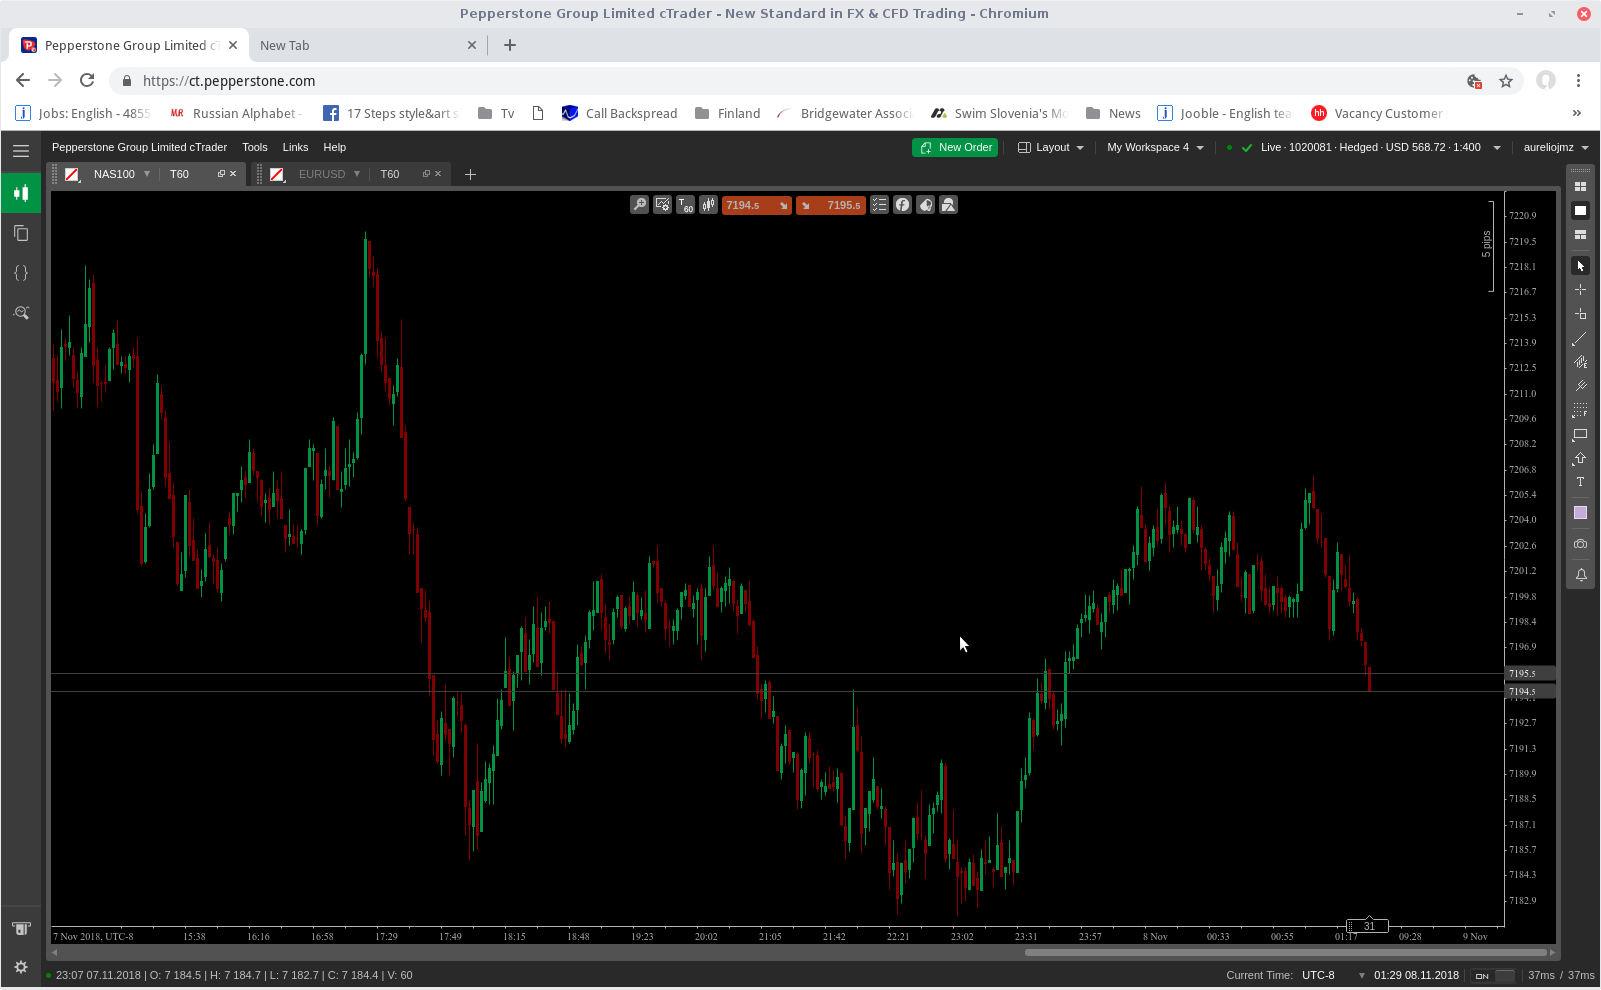 Pepperstone Group Limited cTrader - New Standard in FX & CFD Trading - Chromium
Pepperstone Group Limited cT
New Tab
https://ct.pepperstone.com
Jobs: English - 4855
MR Russian Alphabet -
17 Steps style&art s
Tv
Call Backspread
Finland
Bridgewater Associ
Swim Slovenia's Mo
News
Jooble - English tea
hh Vacancy Customer
»
Pepperstone Group Limited cTrader Tools Links Help
New Order
Layout
My Workspace 4
Live · 1020081 · Hedged · USD 568.72 · 1:400
aureliojmz
NAS100 T60
EURUSD T60
T60
7194.5
7195.5
5 pips
7220.9
7219.5
7218.1
7216.7
7215.3
7213.9
7212.5
7211.0
7209.6
7208.2
7206.8
7205.4
7204.0
7202.6
7201.2
7199.8
7198.4
7196.9
7195.5
7194.5
7192.7
7191.3
7189.9
7188.5
7187.1
7185.7
7184.3
7182.9
31
7 Nov 2018, UTC-8 15:38 16:16 16:58 17:29 17:49 18:15 18:48 19:23 20:02 21:05 21:42 22:21 23:02 23:31 23:57 8 Nov 00:33 00:55 01:17 09:28 9 Nov
23:07 07.11.2018 | O: 7 184.5 | H: 7 184.7 | L: 7 182.7 | C: 7 184.4 | V: 60
Current Time: UTC-8
01:29 08.11.2018
ON
37ms / 37ms